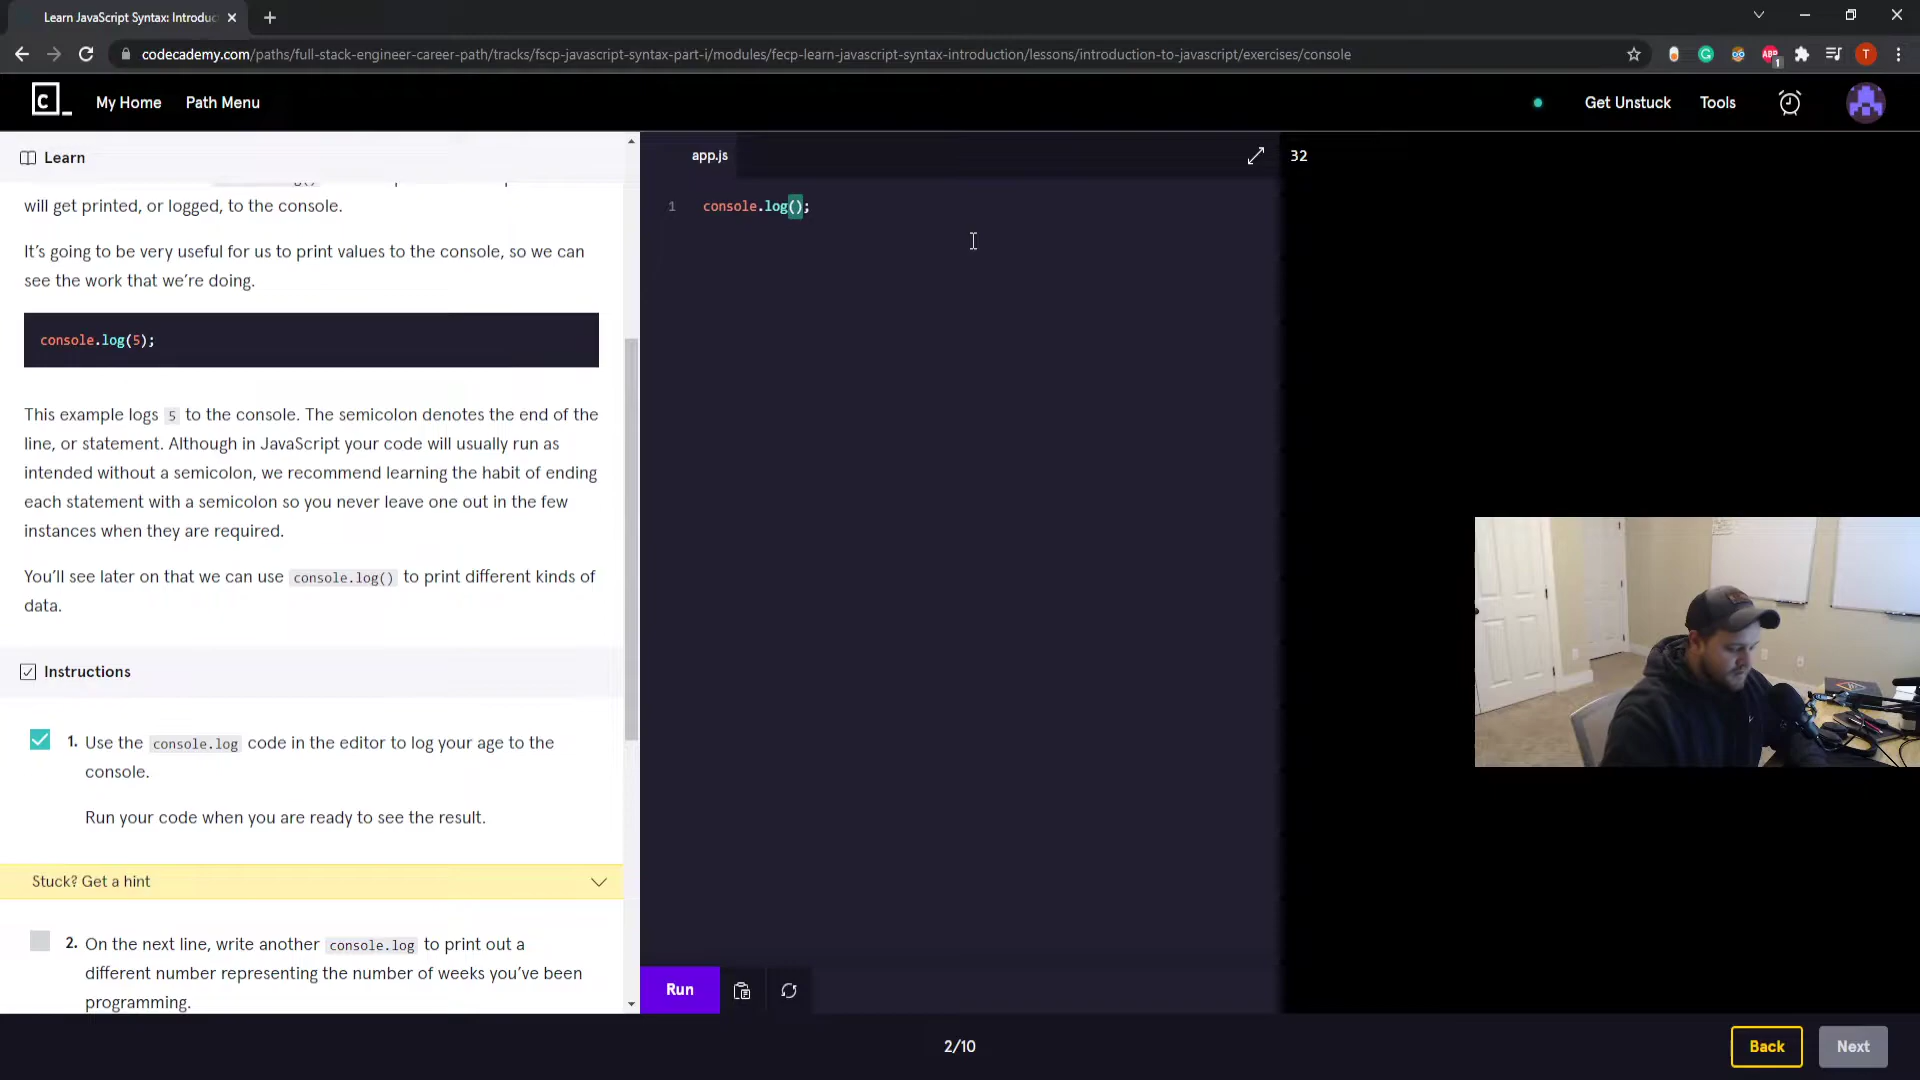 Learn JavaScript Syntax: Introduc
codecademy.com/paths/full-stack-engineer-career-path/tracks/fscp-javascript-syntax-part-i/modules/fecp-learn-javascript-syntax-introduction/lessons/introduction-to-javascript/exercises/console
ABP
1
T
C
My Home
Path Menu
Get Unstuck
Tools
Learn
will get printed, or logged, to the console.
It’s going to be very useful for us to print values to the console, so we can
see the work that we’re doing.
console.log(5);
This example logs 5 to the console. The semicolon denotes the end of the
line, or statement. Although in JavaScript your code will usually run as
intended without a semicolon, we recommend learning the habit of ending
each statement with a semicolon so you never leave one out in the few
instances when they are required.
You’ll see later on that we can use console.log() to print different kinds of
data.
Instructions
1. Use the console.log code in the editor to log your age to the
console.
Run your code when you are ready to see the result.
Stuck? Get a hint
2. On the next line, write another console.log to print out a
different number representing the number of weeks you’ve been
programming.
app.js
1 console.log();
Run
32
2/10
Back
Next